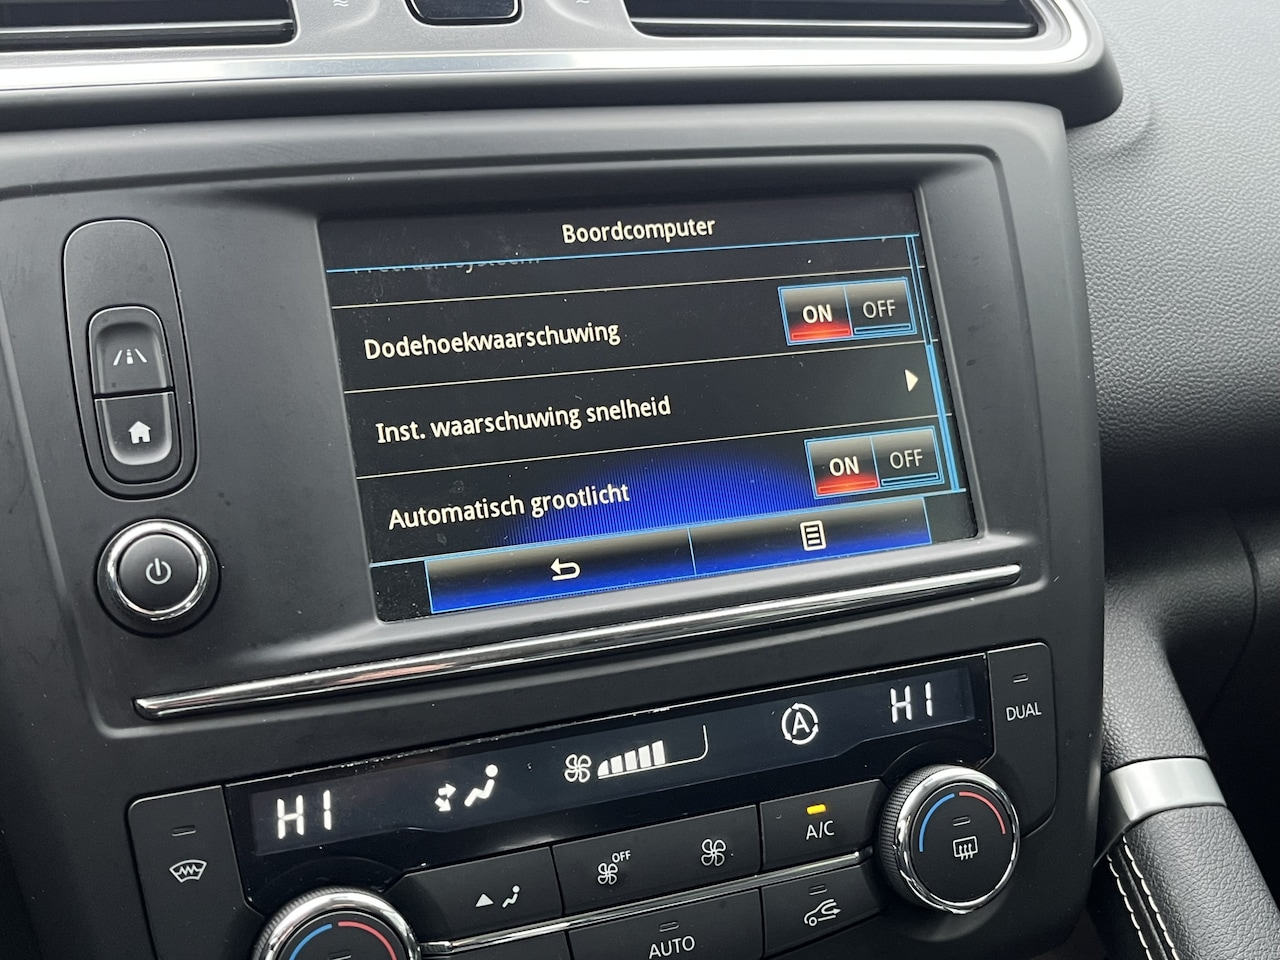 Boordcomputer
Dodehoekwaarschuwing
ON OFF
Inst. waarschuwing snelheid
Automatisch grootlicht
ON OFF
HI
A
HI
DUAL
OFF
A/C
AUTO